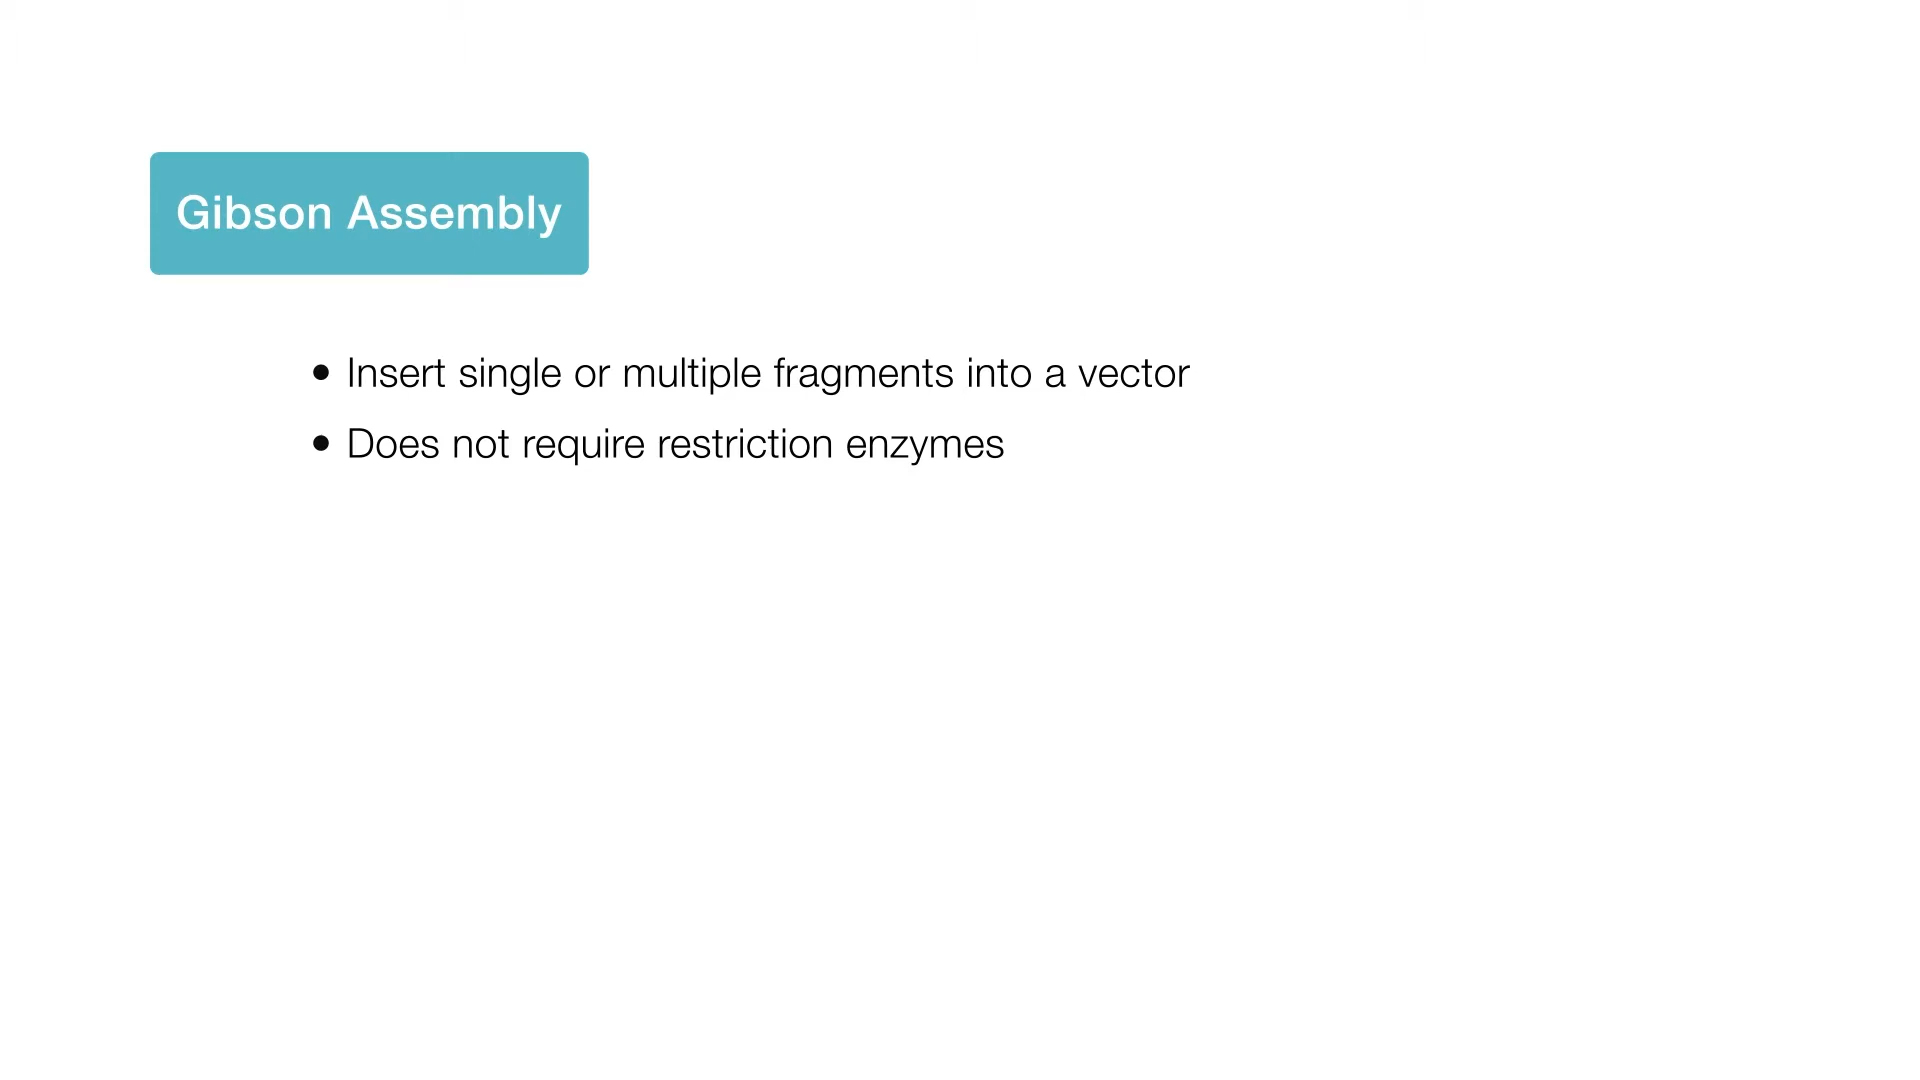 Gibson Assembly
• Insert single or multiple fragments into a vector
• Does not require restriction enzymes